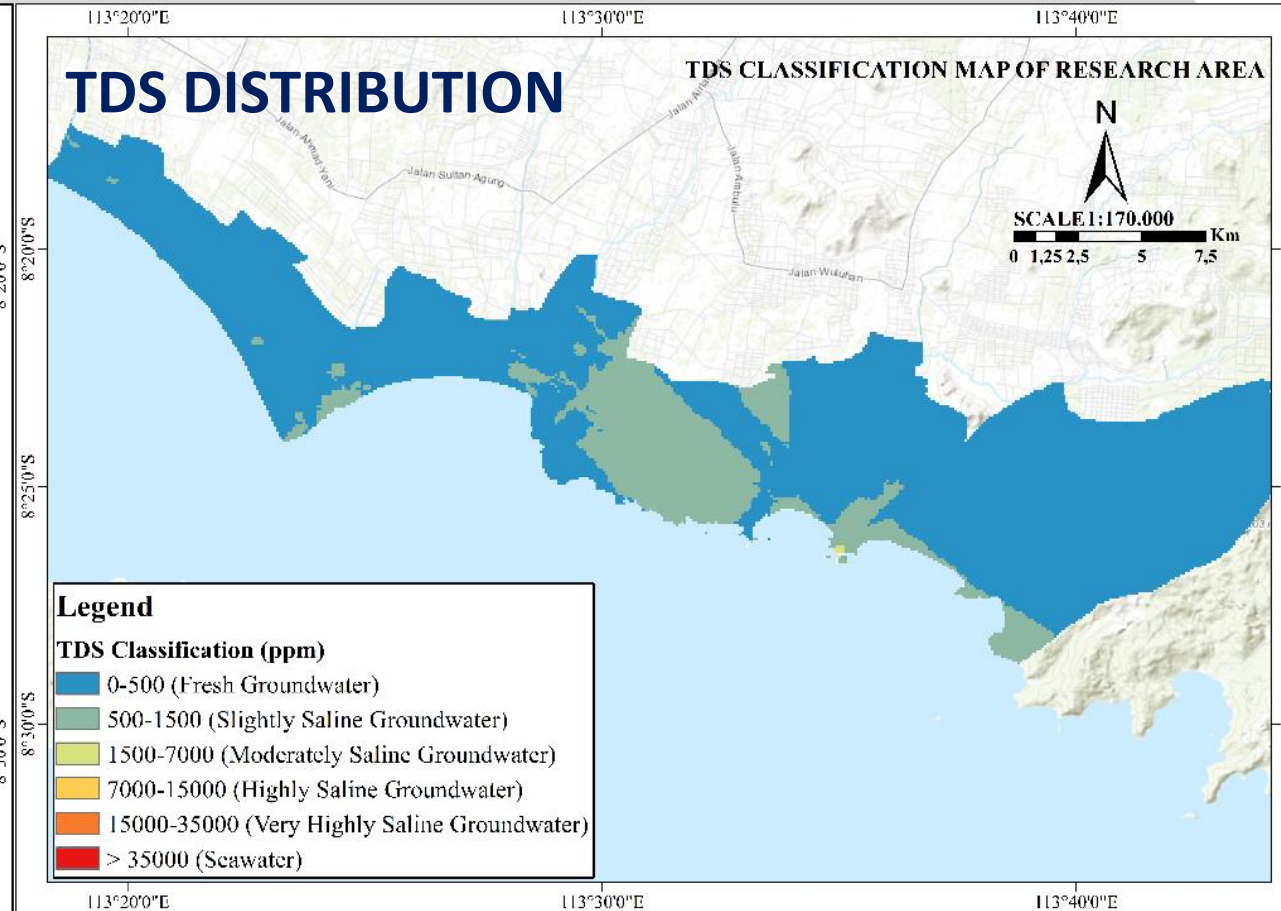 113°20'0"E 113°30'0"E 113°40'0"E
TDS DISTRIBUTION
TDS CLASSIFICATION MAP OF RESEARCH AREA
N
SCALE1:170.000
Km
0 1,25 2,5 5 7,5
Jalan-Ahmad-Yani
Jalan-Sultan-Agung
Jalan-Airlangga
Jalan-Ambulu
Jalan Wuluhan
8°20'0"S
8°25'0"S
8°30'0"S
Legend
TDS Classification (ppm)
0-500 (Fresh Groundwater)
500-1500 (Slightly Saline Groundwater)
1500-7000 (Moderately Saline Groundwater)
7000-15000 (Highly Saline Groundwater)
15000-35000 (Very Highly Saline Groundwater)
> 35000 (Seawater)
113°20'0"E 113°30'0"E 113°40'0"E